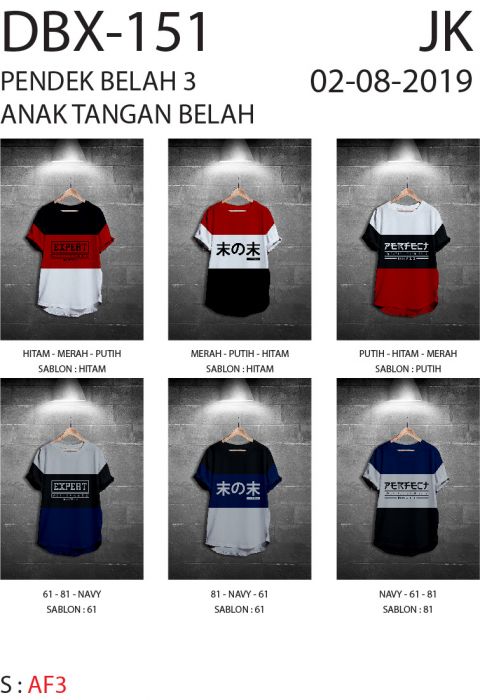 DBX-151
JK
PENDEK BELAH 3
02-08-2019
ANAK TANGAN BELAH
EXPERT
末の末
PERFECT
HITAM - MERAH - PUTIH
MERAH - PUTIH - HITAM
PUTIH - HITAM - MERAH
SABLON : HITAM
SABLON : HITAM
SABLON : PUTIH
EXPERT
末の末
PERFECT
61 - 81 - NAVY
81 - NAVY - 61
NAVY - 61 - 81
SABLON : 61
SABLON : 61
SABLON : 81
S : AF3